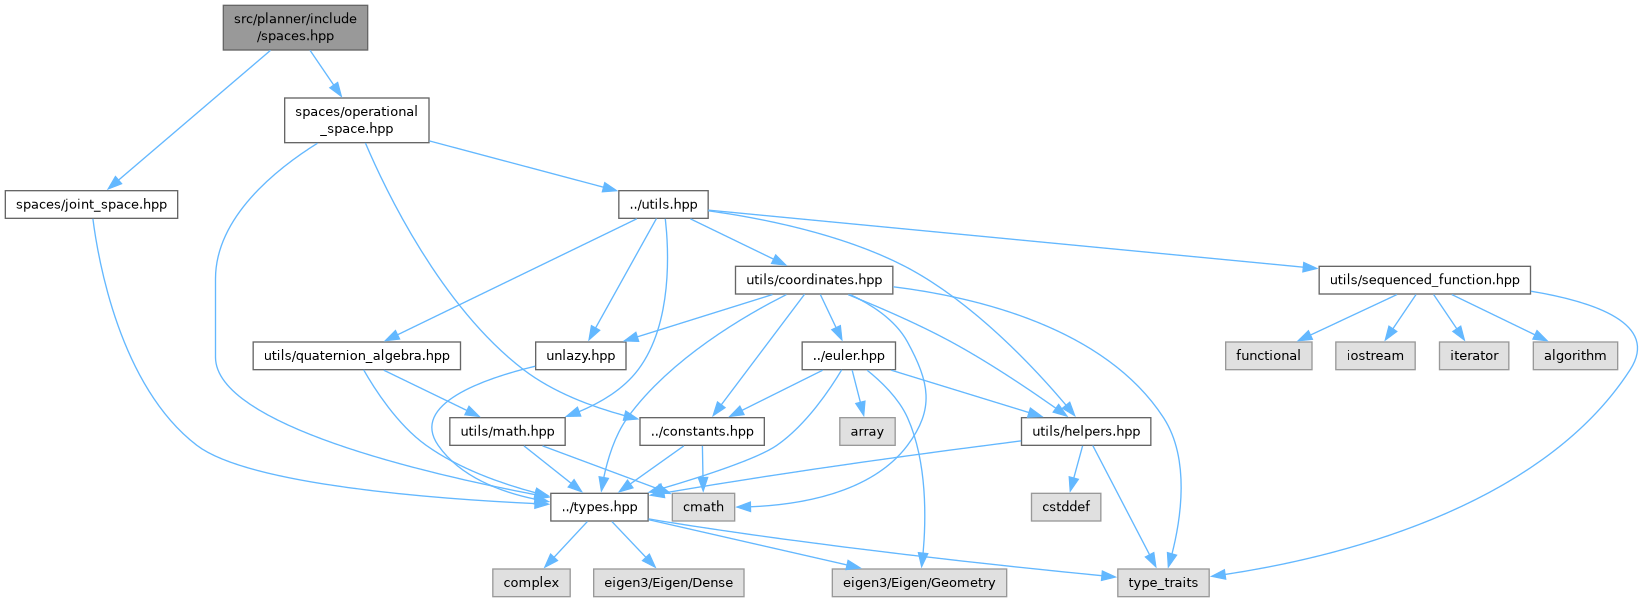 src/planner/include
/spaces.hpp
spaces/operational
_space.hpp
spaces/joint_space.hpp
../utils.hpp
utils/coordinates.hpp
utils/sequenced_function.hpp
utils/quaternion_algebra.hpp
unlazy.hpp
../euler.hpp
functional
iostream
iterator
algorithm
utils/math.hpp
../constants.hpp
array
utils/helpers.hpp
../types.hpp
cmath
cstddef
complex
eigen3/Eigen/Dense
eigen3/Eigen/Geometry
type_traits